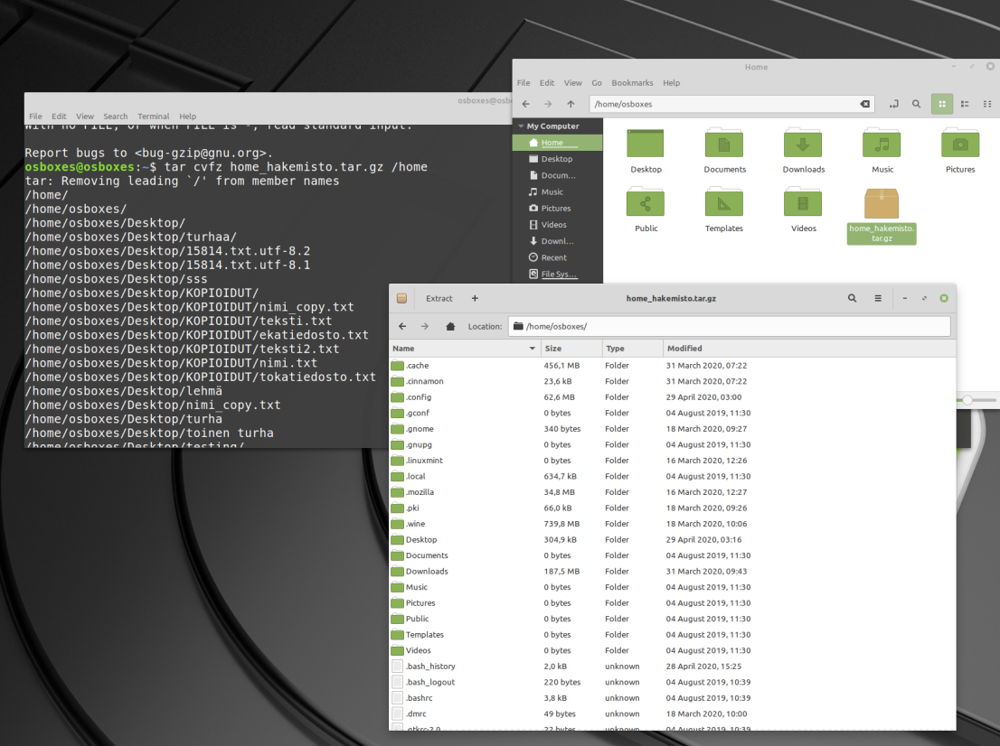 osboxes@osb
File Edit View Search Terminal Help
With no FILE, or when FILE is -, read standard input.
Report bugs to <bug-gzip@gnu.org>.
osboxes@osboxes:~$ tar cvfz home_hakemisto.tar.gz /home
tar: Removing leading `/' from member names
/home/
/home/osboxes/
/home/osboxes/Desktop/
/home/osboxes/Desktop/turhaa/
/home/osboxes/Desktop/15814.txt.utf-8.2
/home/osboxes/Desktop/15814.txt.utf-8.1
/home/osboxes/Desktop/sss
/home/osboxes/Desktop/KOPIOIDUT/
/home/osboxes/Desktop/KOPIOIDUT/nimi_copy.txt
/home/osboxes/Desktop/KOPIOIDUT/teksti.txt
/home/osboxes/Desktop/KOPIOIDUT/ekatiedosto.txt
/home/osboxes/Desktop/KOPIOIDUT/teksti2.txt
/home/osboxes/Desktop/KOPIOIDUT/nimi.txt
/home/osboxes/Desktop/KOPIOIDUT/tokatiedosto.txt
/home/osboxes/Desktop/lehmä
/home/osboxes/Desktop/nimi_copy.txt
/home/osboxes/Desktop/turha
/home/osboxes/Desktop/toinen turha
/home/osboxes/Desktop/testing/
Home
File Edit View Go Bookmarks Help
/home/osboxes
My Computer
Home
Desktop
Docum...
Music
Pictures
Videos
Downl...
Recent
File Sys...
Desktop Documents Downloads Music Pictures
Public Templates Videos home_hakemisto.
tar.gz
Extract + home_hakemisto.tar.gz
Location: /home/osboxes/
Name Size Type Modified
.cache 456,1 MB Folder 31 March 2020, 07:22
.cinnamon 23,6 kB Folder 31 March 2020, 07:22
.config 62,6 MB Folder 29 April 2020, 03:00
.gconf 0 bytes Folder 04 August 2019, 11:30
.gnome 340 bytes Folder 18 March 2020, 09:27
.gnupg 0 bytes Folder 04 August 2019, 11:30
.linuxmint 0 bytes Folder 16 March 2020, 12:26
.local 634,7 kB Folder 04 August 2019, 11:30
.mozilla 34,8 MB Folder 16 March 2020, 12:27
.pki 66,0 kB Folder 18 March 2020, 09:26
.wine 739,8 MB Folder 18 March 2020, 10:06
Desktop 304,9 kB Folder 29 April 2020, 03:16
Documents 0 bytes Folder 04 August 2019, 11:30
Downloads 187,5 MB Folder 31 March 2020, 09:43
Music 0 bytes Folder 04 August 2019, 11:30
Pictures 0 bytes Folder 04 August 2019, 11:30
Public 0 bytes Folder 04 August 2019, 11:30
Templates 0 bytes Folder 04 August 2019, 11:30
Videos 0 bytes Folder 04 August 2019, 11:30
.bash_history 2,0 kB unknown 28 April 2020, 15:25
.bash_logout 220 bytes unknown 04 August 2019, 10:39
.bashrc 3,8 kB unknown 04 August 2019, 10:39
.dmrc 49 bytes unknown 18 March 2020, 10:00
.gtkrc-2.0 22 bytes unknown 04 August 2019, 10:39